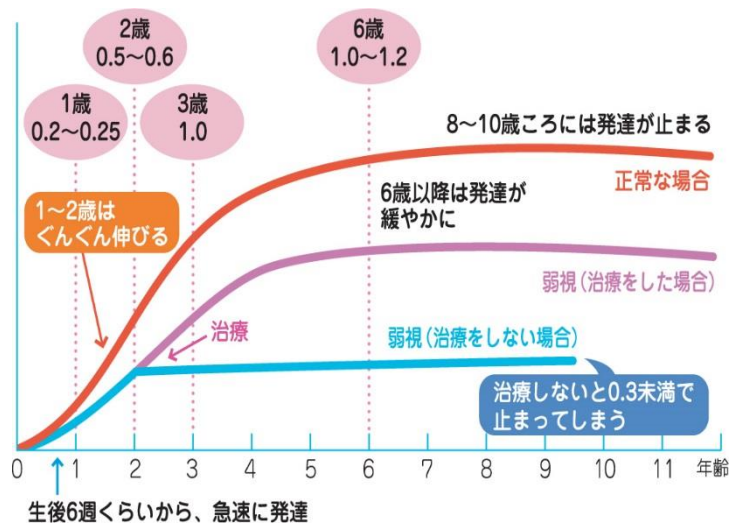 2歳
0.5〜0.6
6歳
1.0〜1.2
1歳
0.2〜0.25
3歳
1.0
8〜10歳ころには発達が止まる
正常な場合
1〜2歳は
ぐんぐん伸びる
6歳以降は発達が
緩やかに
弱視(治療をした場合)
治療
弱視(治療をしない場合)
治療しないと0.3未満で
止まってしまう
0 1 2 3 4 5 6 7 8 9 10 11 年齢
生後6週くらいから、急速に発達